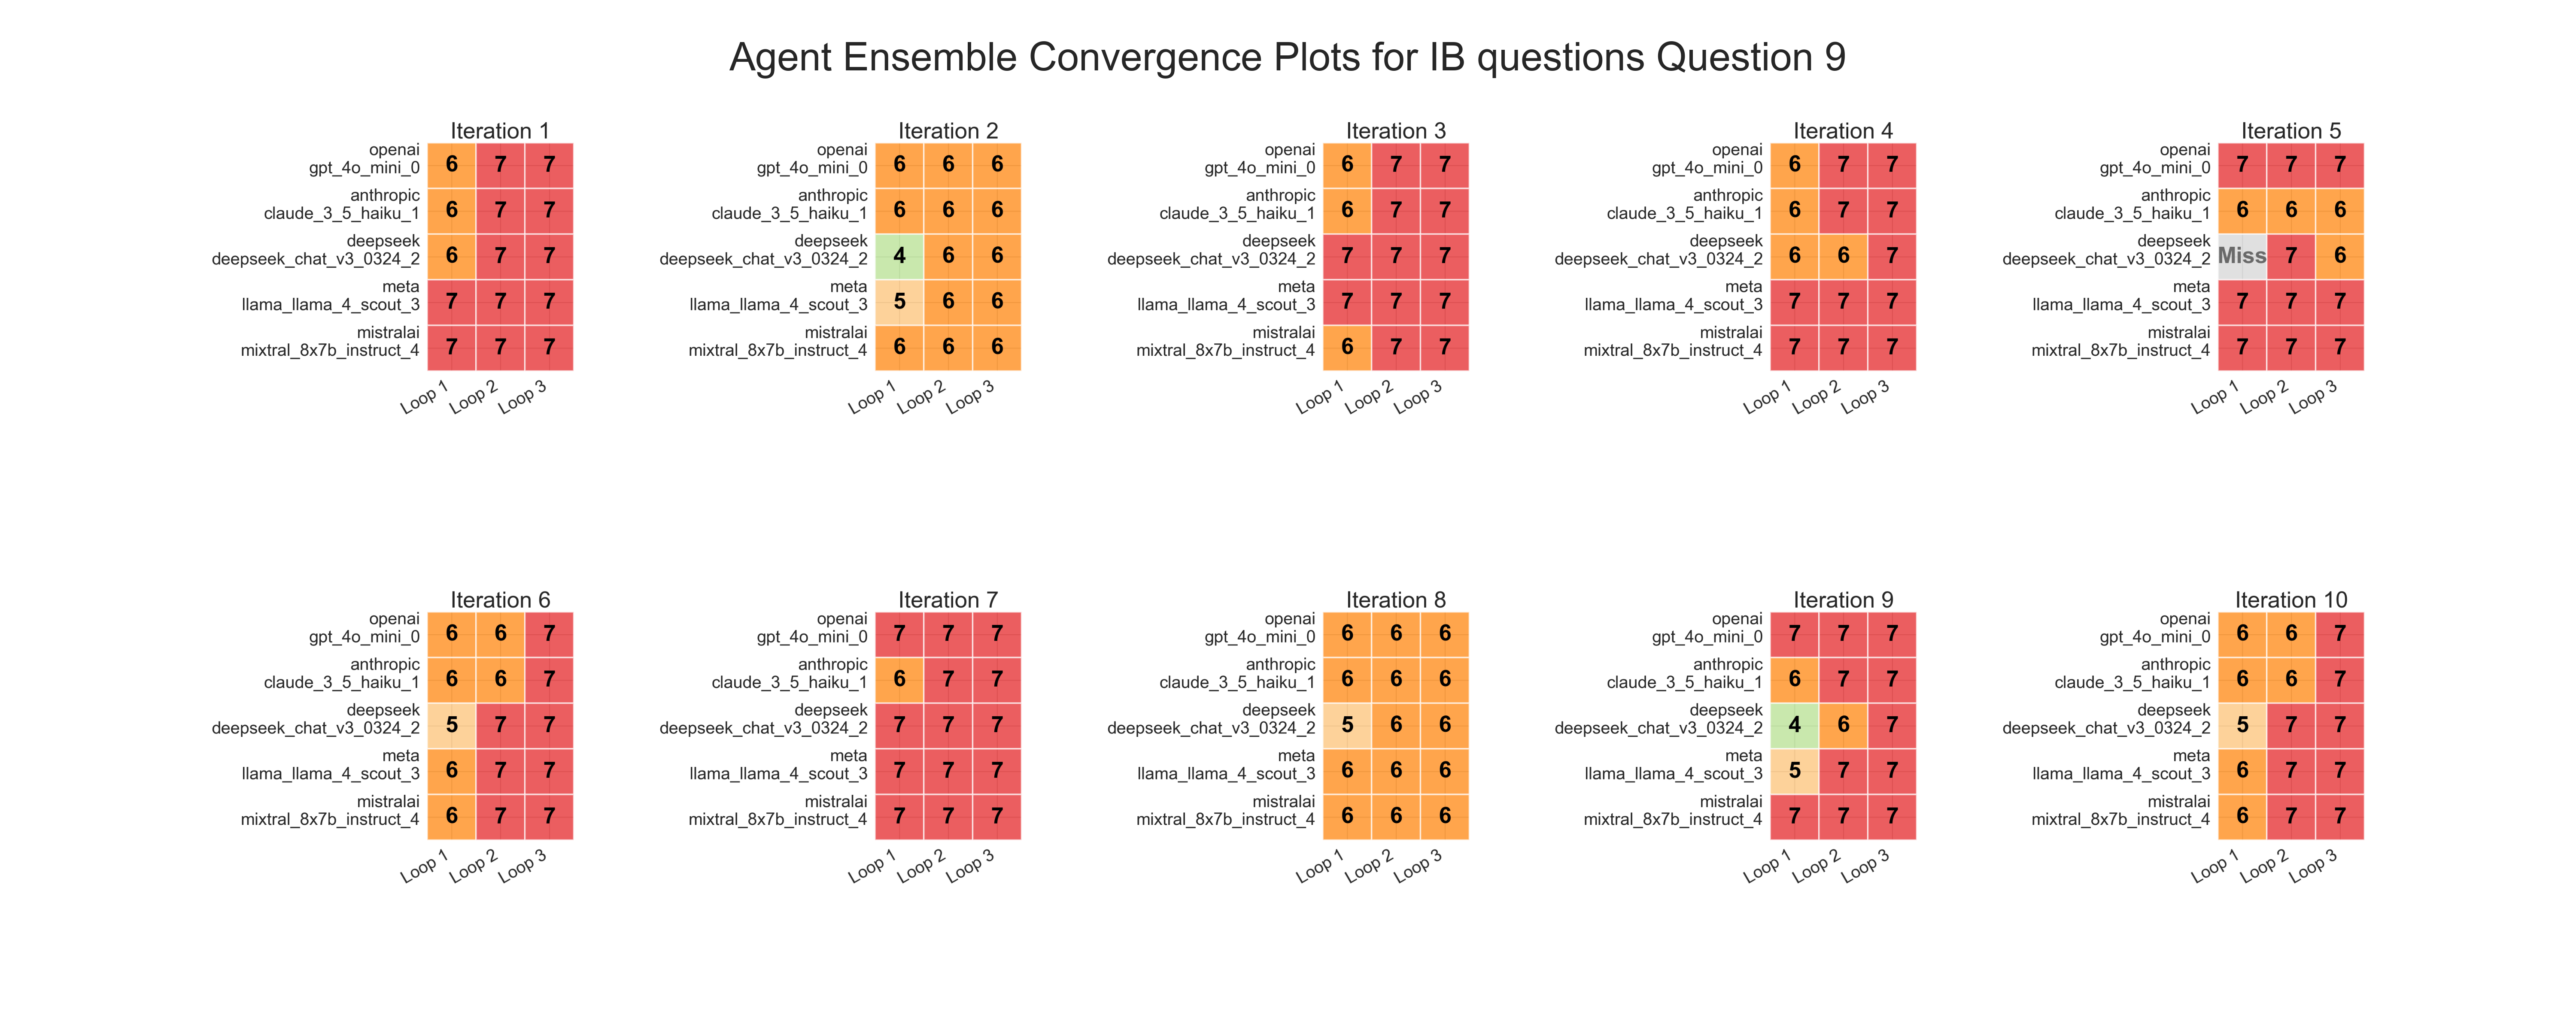 Agent Ensemble Convergence Plots for IB questions Question 9
Iteration 1
openai
gpt_4o_mini_0
6 7 7
anthropic
claude_3_5_haiku_1
6 7 7
deepseek
deepseek_chat_v3_0324_2
6 7 7
meta
llama_llama_4_scout_3
7 7 7
mistralai
mixtral_8x7b_instruct_4
7 7 7
Loop 1 Loop 2 Loop 3
Iteration 2
openai
gpt_4o_mini_0
6 6 6
anthropic
claude_3_5_haiku_1
6 6 6
deepseek
deepseek_chat_v3_0324_2
4 6 6
meta
llama_llama_4_scout_3
5 6 6
mistralai
mixtral_8x7b_instruct_4
6 6 6
Loop 1 Loop 2 Loop 3
Iteration 3
openai
gpt_4o_mini_0
6 7 7
anthropic
claude_3_5_haiku_1
6 7 7
deepseek
deepseek_chat_v3_0324_2
7 7 7
meta
llama_llama_4_scout_3
7 7 7
mistralai
mixtral_8x7b_instruct_4
6 7 7
Loop 1 Loop 2 Loop 3
Iteration 4
openai
gpt_4o_mini_0
6 7 7
anthropic
claude_3_5_haiku_1
6 7 7
deepseek
deepseek_chat_v3_0324_2
6 6 7
meta
llama_llama_4_scout_3
7 7 7
mistralai
mixtral_8x7b_instruct_4
7 7 7
Loop 1 Loop 2 Loop 3
Iteration 5
openai
gpt_4o_mini_0
7 7 7
anthropic
claude_3_5_haiku_1
6 6 6
deepseek
deepseek_chat_v3_0324_2
Miss 7 6
meta
llama_llama_4_scout_3
7 7 7
mistralai
mixtral_8x7b_instruct_4
7 7 7
Loop 1 Loop 2 Loop 3
Iteration 6
openai
gpt_4o_mini_0
6 6 7
anthropic
claude_3_5_haiku_1
6 6 7
deepseek
deepseek_chat_v3_0324_2
5 7 7
meta
llama_llama_4_scout_3
6 7 7
mistralai
mixtral_8x7b_instruct_4
6 7 7
Loop 1 Loop 2 Loop 3
Iteration 7
openai
gpt_4o_mini_0
7 7 7
anthropic
claude_3_5_haiku_1
6 7 7
deepseek
deepseek_chat_v3_0324_2
7 7 7
meta
llama_llama_4_scout_3
7 7 7
mistralai
mixtral_8x7b_instruct_4
7 7 7
Loop 1 Loop 2 Loop 3
Iteration 8
openai
gpt_4o_mini_0
6 6 6
anthropic
claude_3_5_haiku_1
6 6 6
deepseek
deepseek_chat_v3_0324_2
5 6 6
meta
llama_llama_4_scout_3
6 6 6
mistralai
mixtral_8x7b_instruct_4
6 6 6
Loop 1 Loop 2 Loop 3
Iteration 9
openai
gpt_4o_mini_0
7 7 7
anthropic
claude_3_5_haiku_1
6 7 7
deepseek
deepseek_chat_v3_0324_2
4 6 7
meta
llama_llama_4_scout_3
5 7 7
mistralai
mixtral_8x7b_instruct_4
7 7 7
Loop 1 Loop 2 Loop 3
Iteration 10
openai
gpt_4o_mini_0
6 6 7
anthropic
claude_3_5_haiku_1
6 6 7
deepseek
deepseek_chat_v3_0324_2
5 7 7
meta
llama_llama_4_scout_3
6 7 7
mistralai
mixtral_8x7b_instruct_4
6 7 7
Loop 1 Loop 2 Loop 3